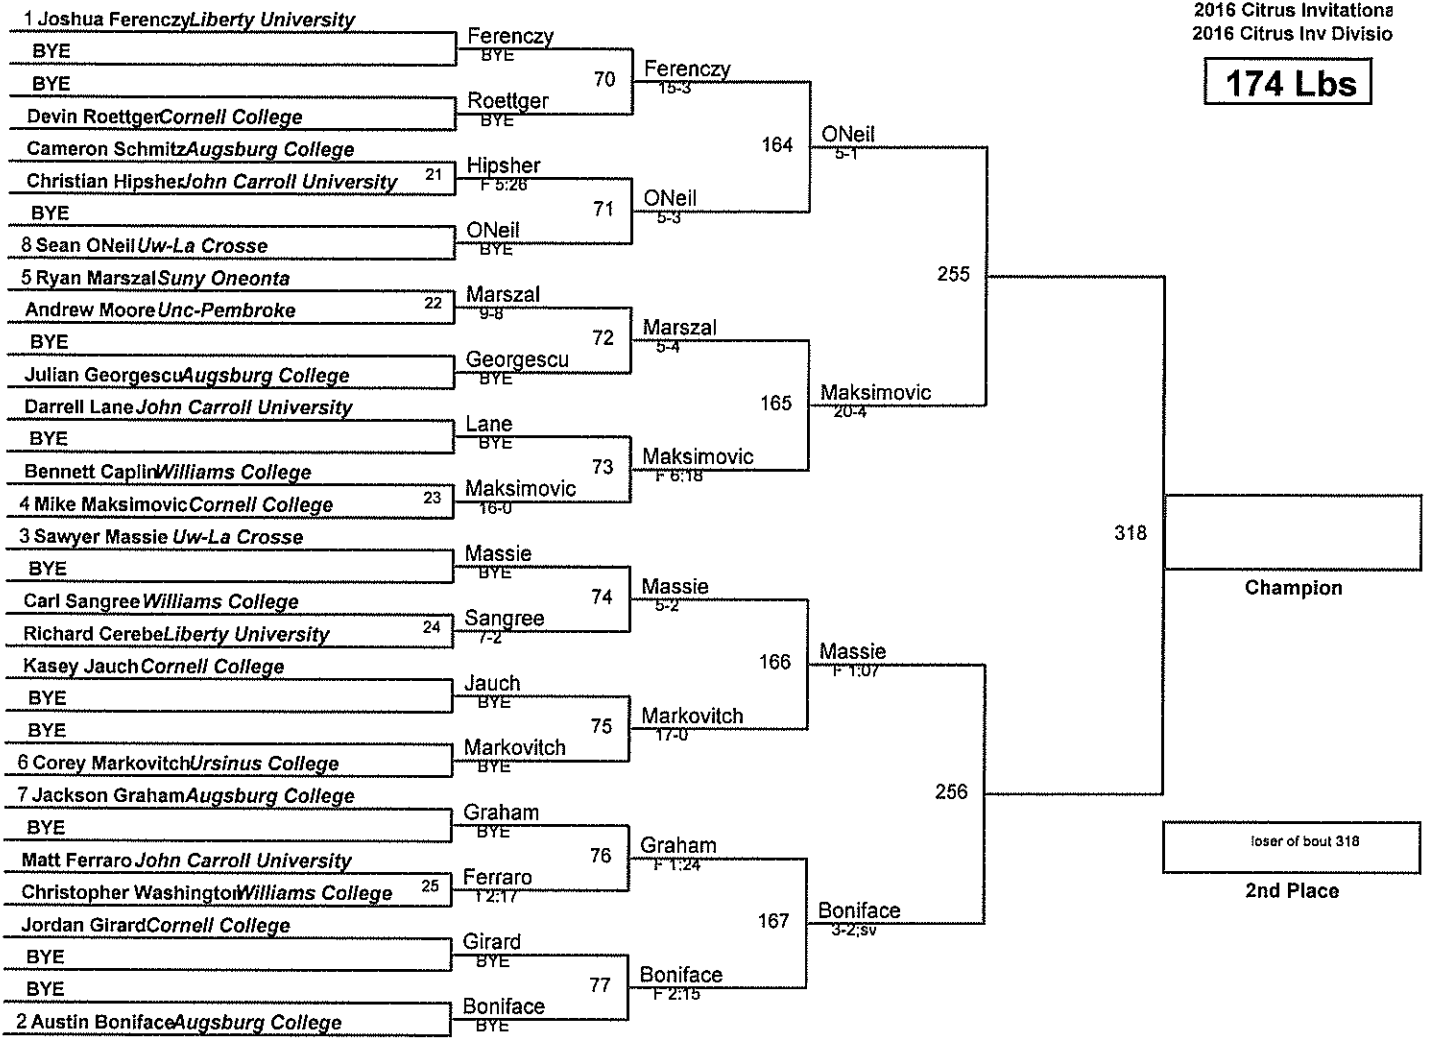 2016 Citrus Invitationa
2016 Citrus Inv Divisio
174 Lbs
1 Joshua Ferenczy Liberty University
BYE
BYE
Devin Roettger Cornell College
Cameron Schmitz Augsburg College
Christian Hipsher John Carroll University 21
BYE
8 Sean ONeil Uw-La Crosse
5 Ryan Marszal Suny Oneonta
Andrew Moore Unc-Pembroke 22
BYE
Julian Georgescu Augsburg College
Darrell Lane John Carroll University
BYE
Bennett Caplin Williams College
4 Mike Maksimovic Cornell College 23
3 Sawyer Massie Uw-La Crosse
BYE
Carl Sangree Williams College
Richard Cerebe Liberty University 24
Kasey Jauch Cornell College
BYE
BYE
6 Corey Markovitch Ursinus College
7 Jackson Graham Augsburg College
BYE
Matt Ferraro John Carroll University
Christopher Washington Williams College 25
Jordan Girard Cornell College
BYE
BYE
2 Austin Boniface Augsburg College
Ferenczy
BYE
70
Roettger
BYE
Hipsher
F 5:26
71
ONeil
BYE
Marszal
9-8
72
Georgescu
BYE
Lane
BYE
73
Maksimovic
16-0
Massie
BYE
74
Sangree
7-2
Jauch
BYE
75
Markovitch
BYE
Graham
BYE
76
Ferraro
f 2:17
Girard
BYE
77
Boniface
BYE
Ferenczy
15-3
164
ONeil
5-3
Marszal
5-4
165
Maksimovic
F 6:18
Massie
5-2
166
Markovitch
17-0
Graham
F 1:24
167
Boniface
F 2:15
ONeil
5-1
255
Maksimovic
20-4
Massie
F 1:07
256
Boniface
3-2;sv
318
Champion
loser of bout 318
2nd Place